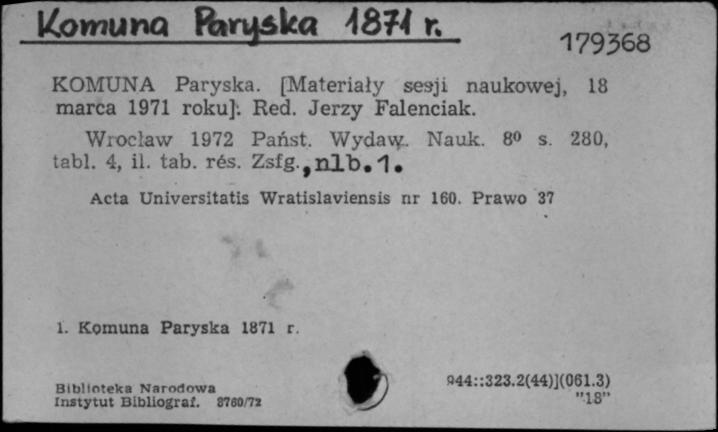 Komuna Paryska 1871 r.
179368
KOMUNA Paryska. [Materiały sesji naukowej, 18
marca 1971 roku]. Red. Jerzy Falenciak.
Wrocław 1972 Państ. Wydaw. Nauk. 8⁰ s. 280,
tabl. 4, il. tab. rés. Zsfg., nlb. 1.
Acta Universitatis Wratislaviensis nr 160. Prawo 37
1. Komuna Paryska 1871 r.
Biblioteka Narodowa
Instytut Bibliograf. 8760/72
944::323.2(44)](061.3)
"18"